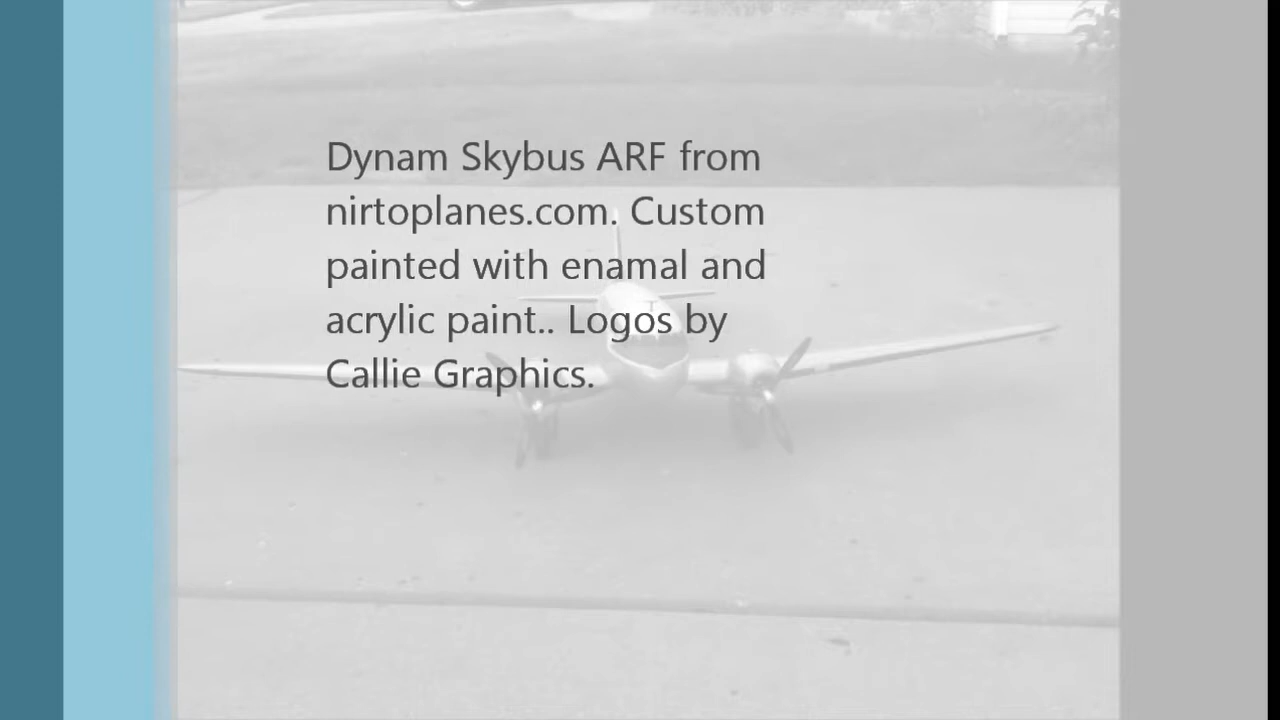 Dynam Skybus ARF from
nirtoplanes.com. Custom
painted with enamal and
acrylic paint.. Logos by
Callie Graphics.